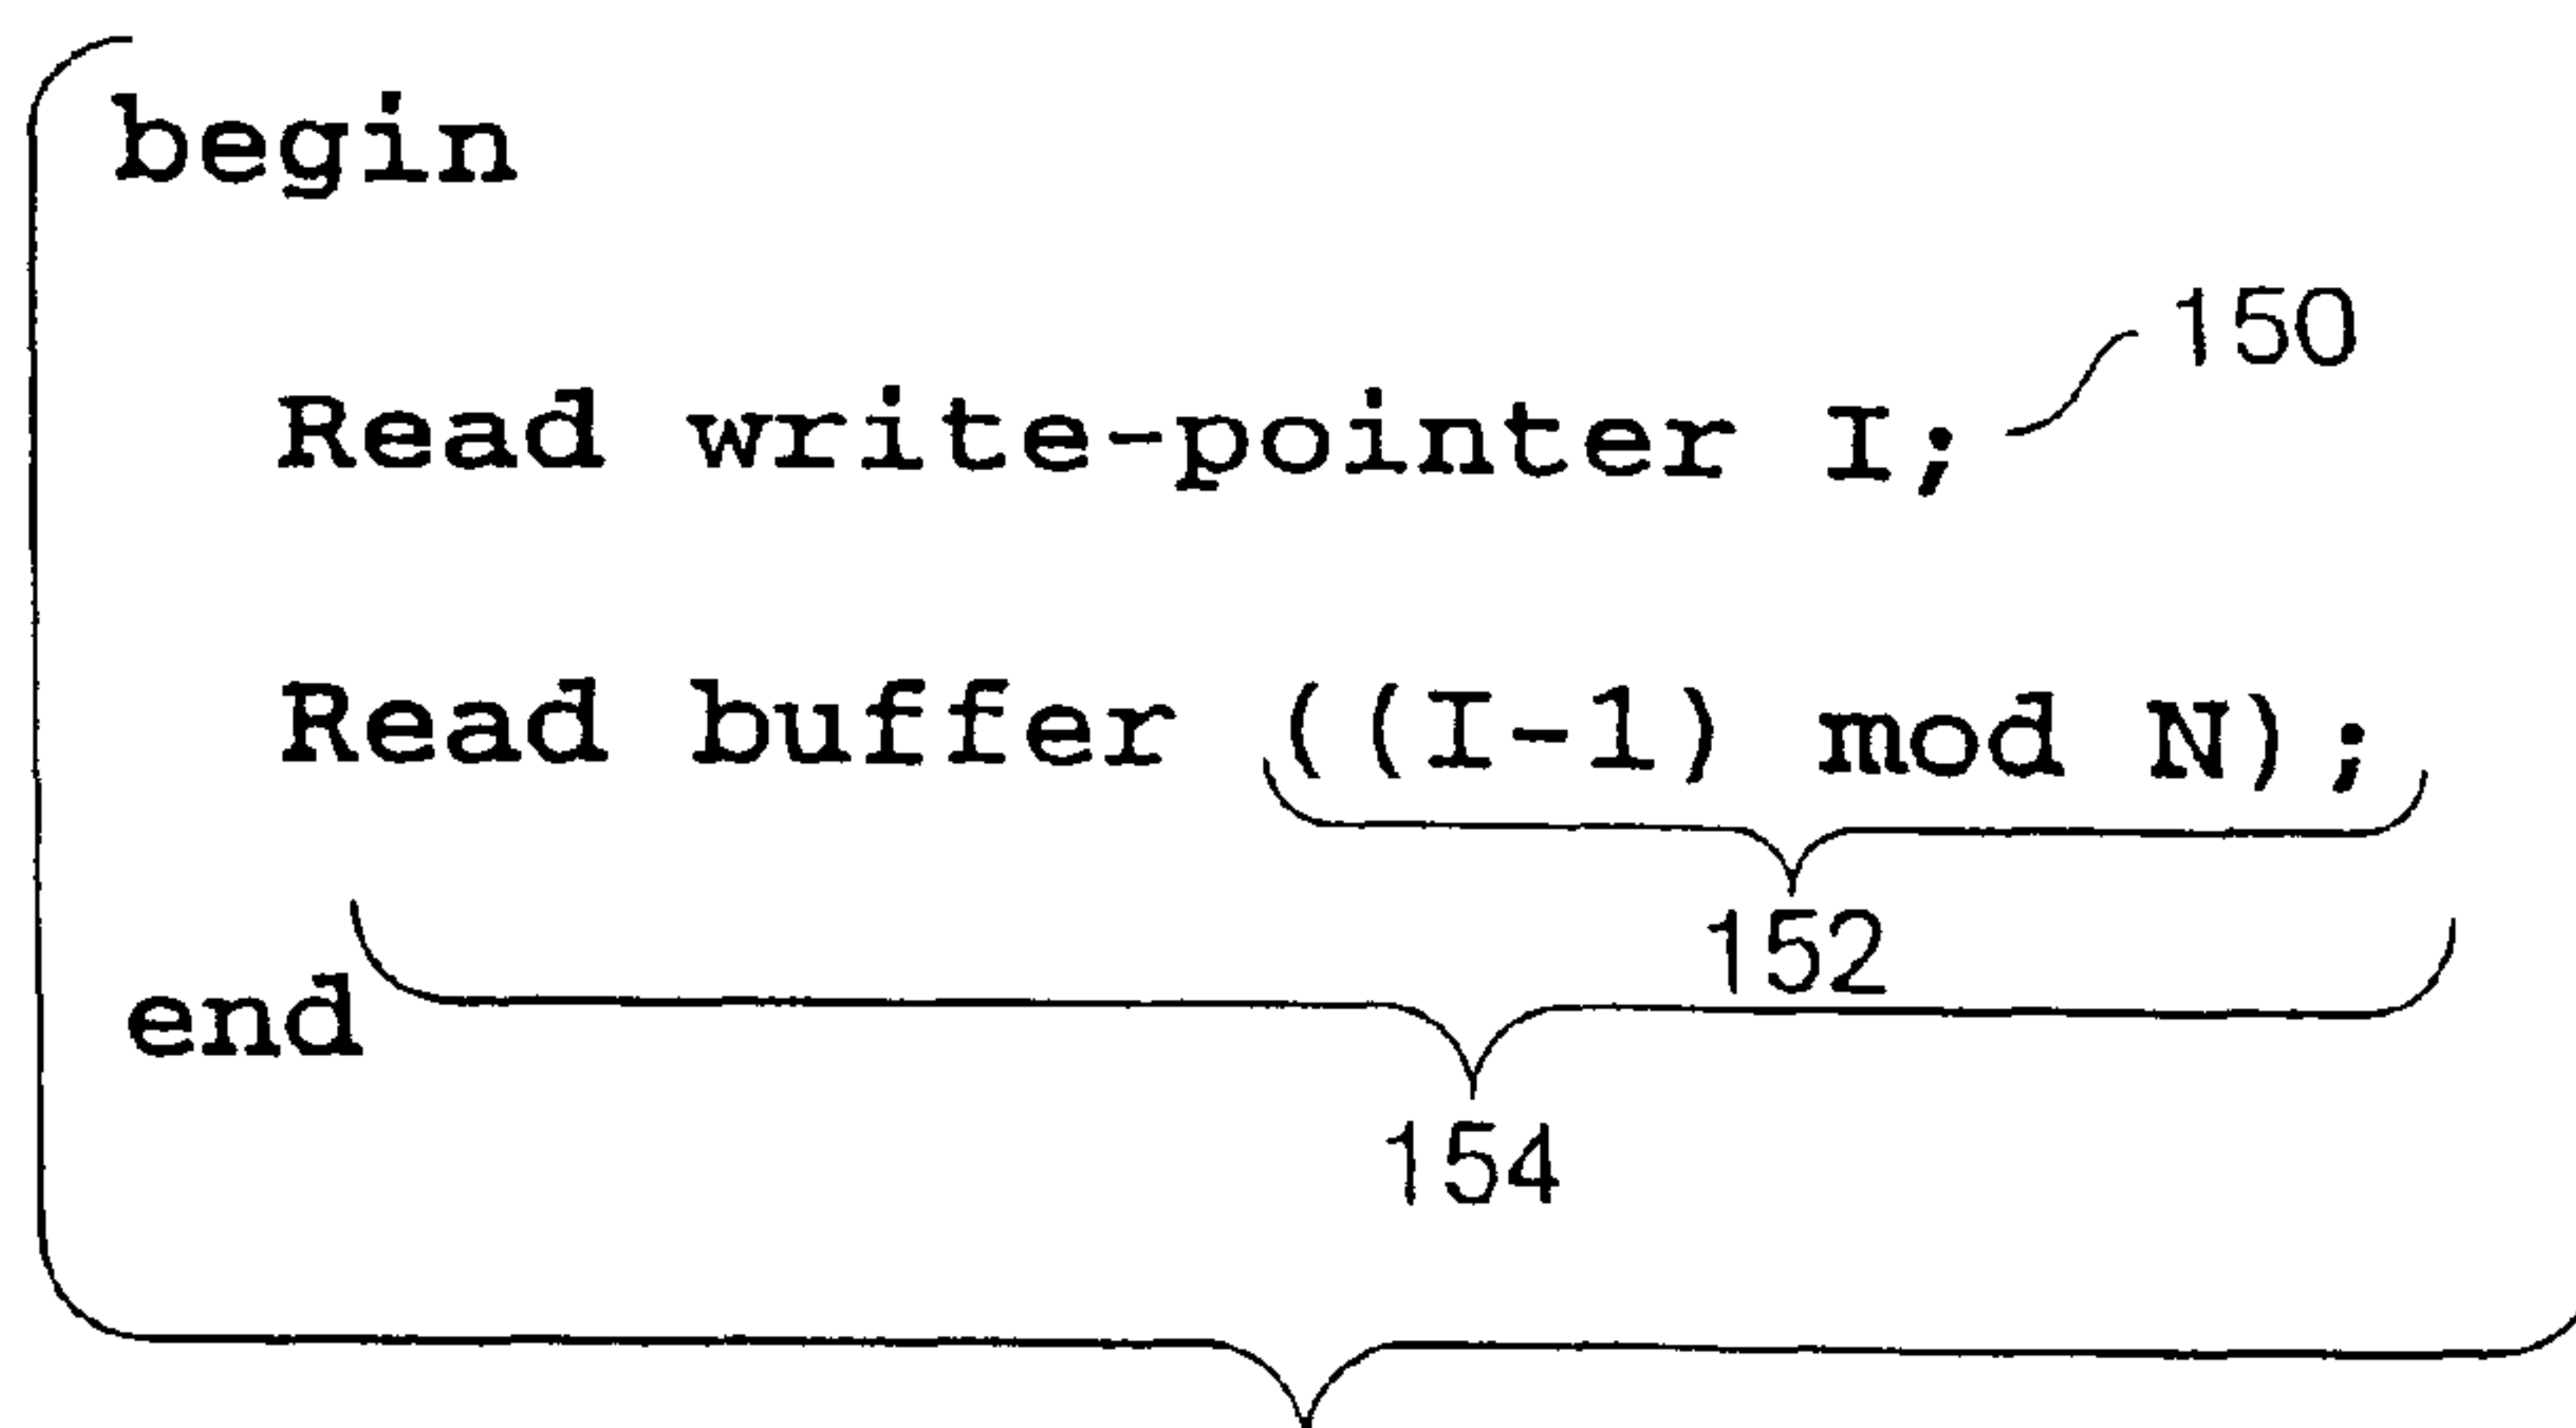 begin
150
Read write-pointer I;
Read buffer ((I-1) mod N);
152
end
154